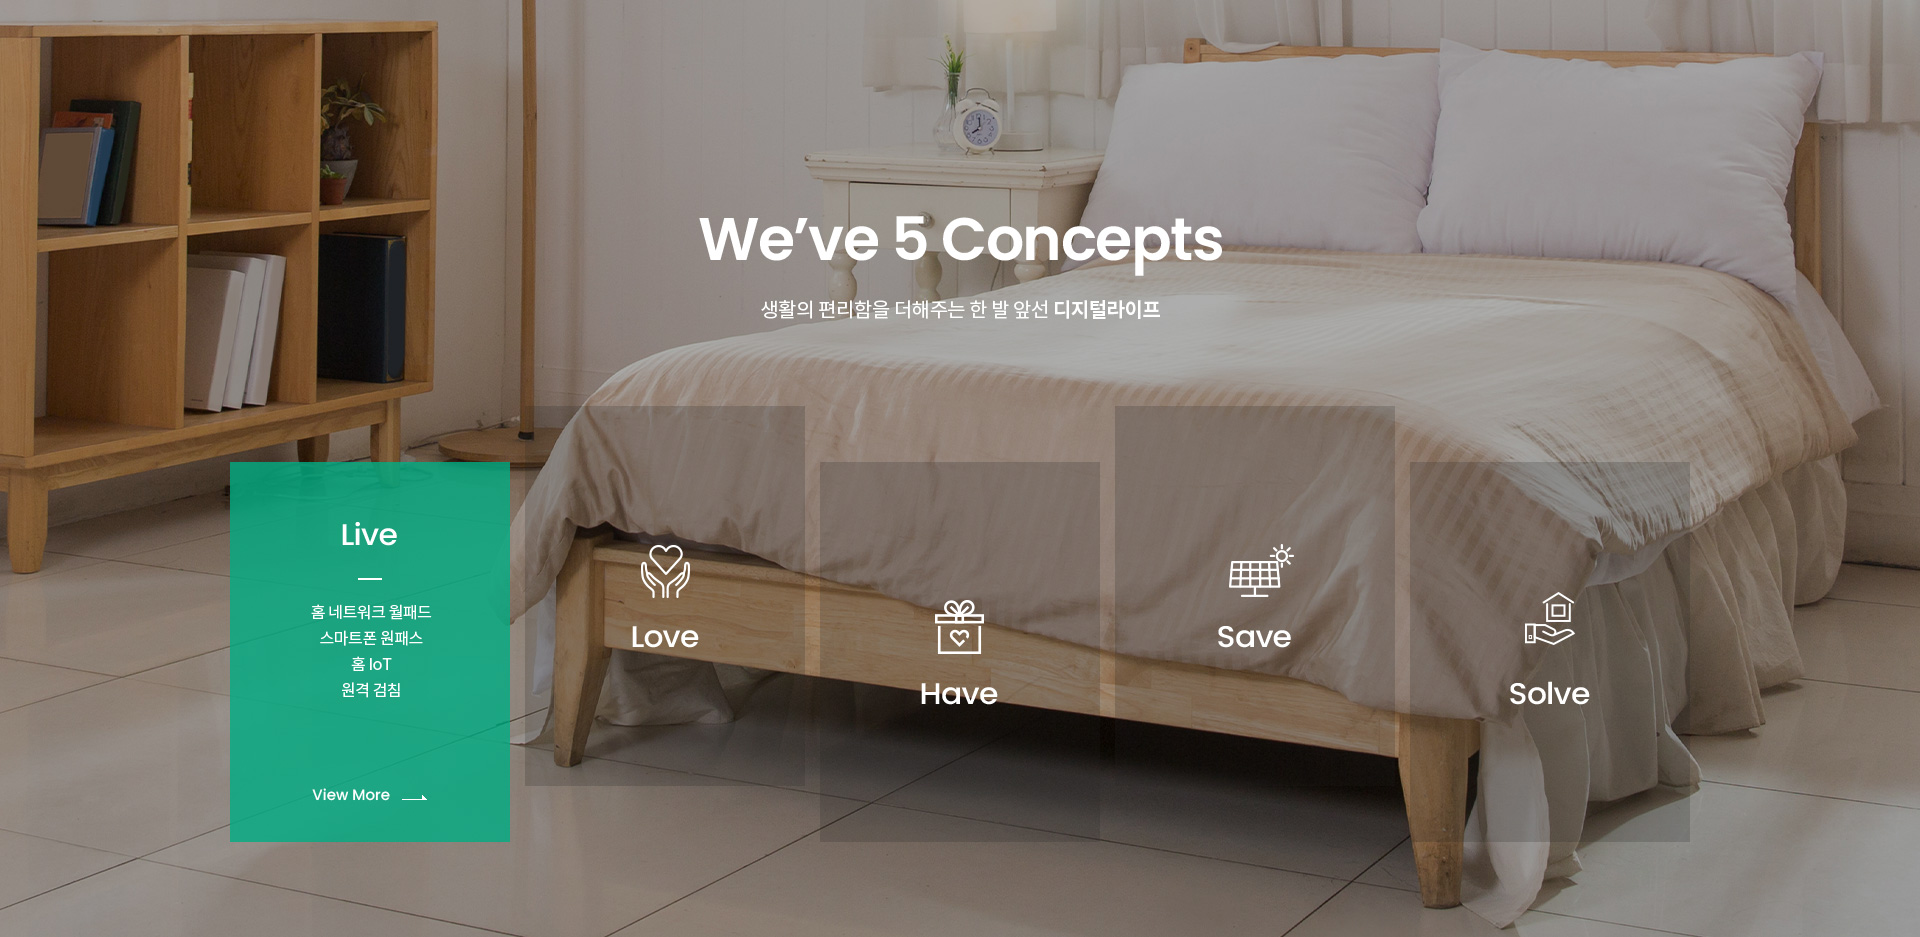 We've 5 Concepts
생활의 편리함을 더해주는 한 발 앞선 디지털라이프
Live
홈 네트워크 월패드
스마트폰 원패스
홈 IoT
원격 검침
View More
Love
Have
Save
Solve